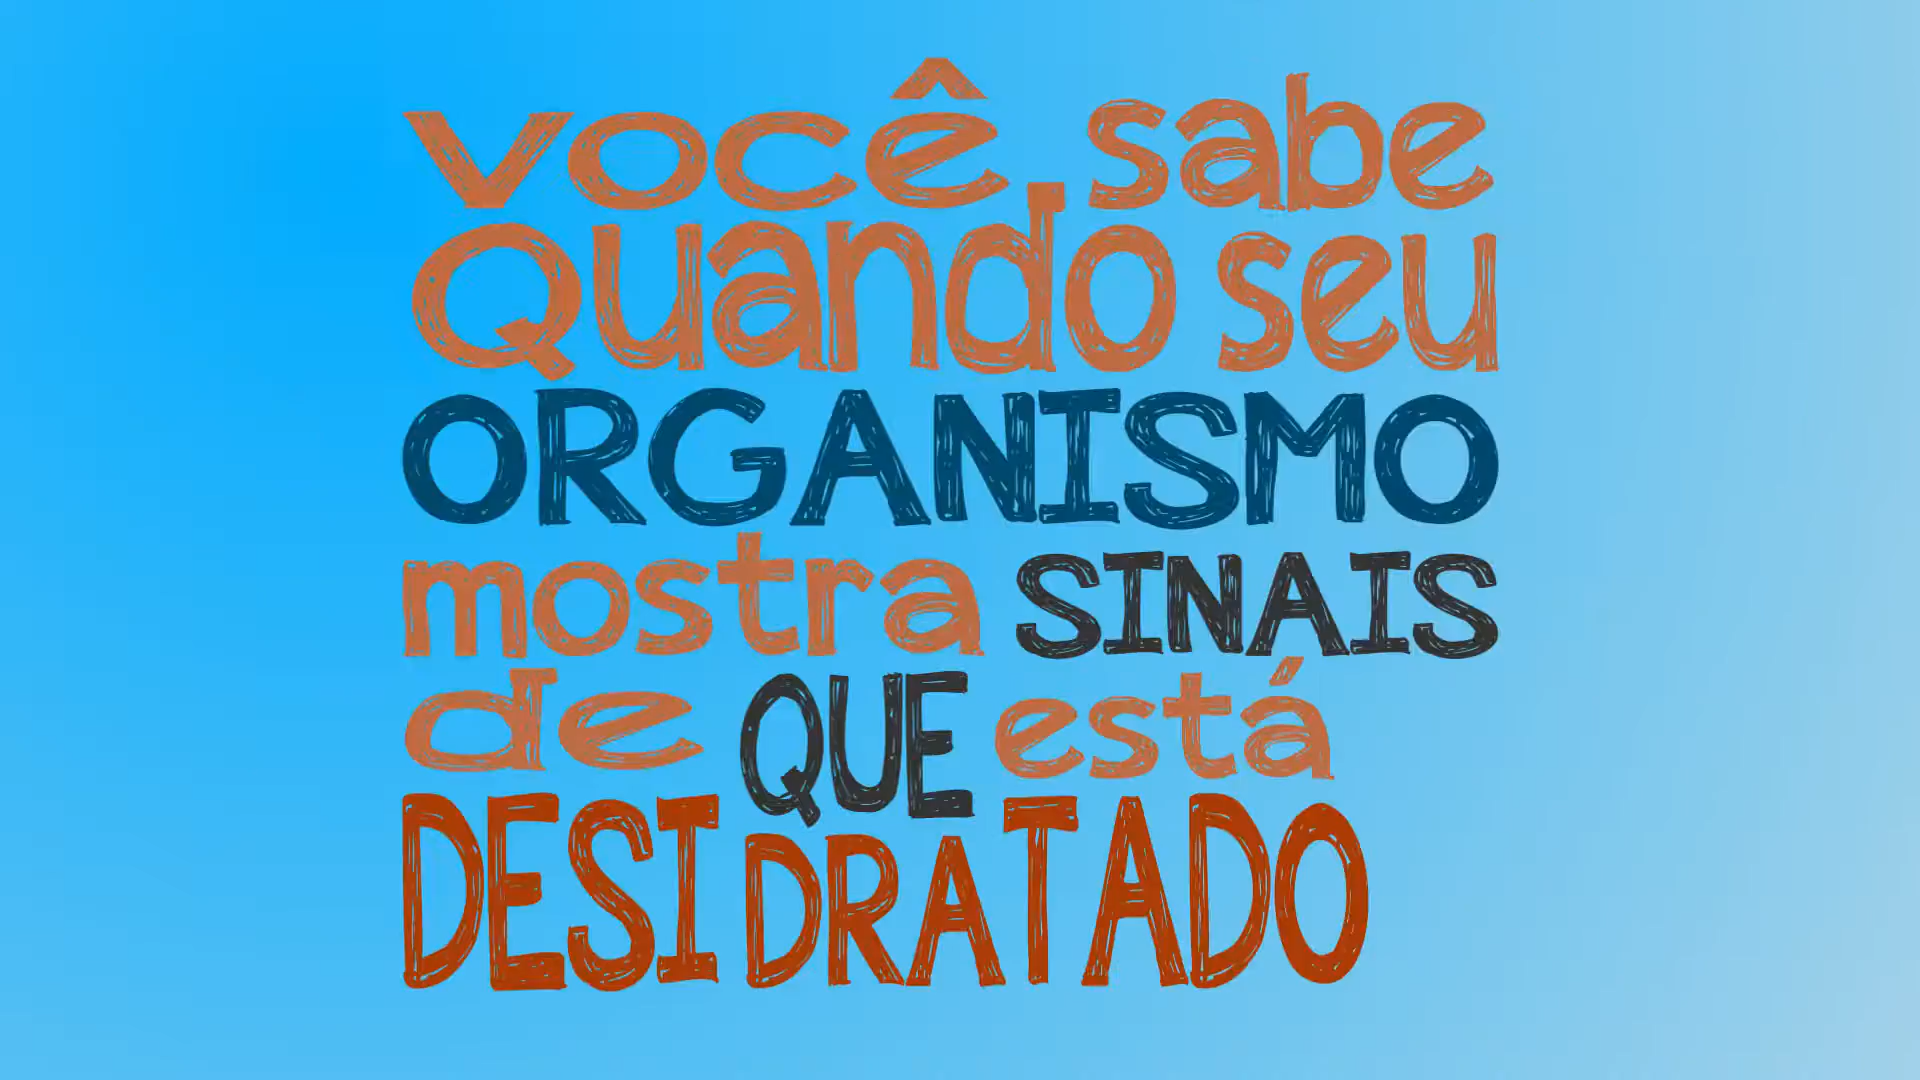 você sabe
Quando seu
ORGANISMO
mostra SINAIS
de QUE está
DESIDRATADO